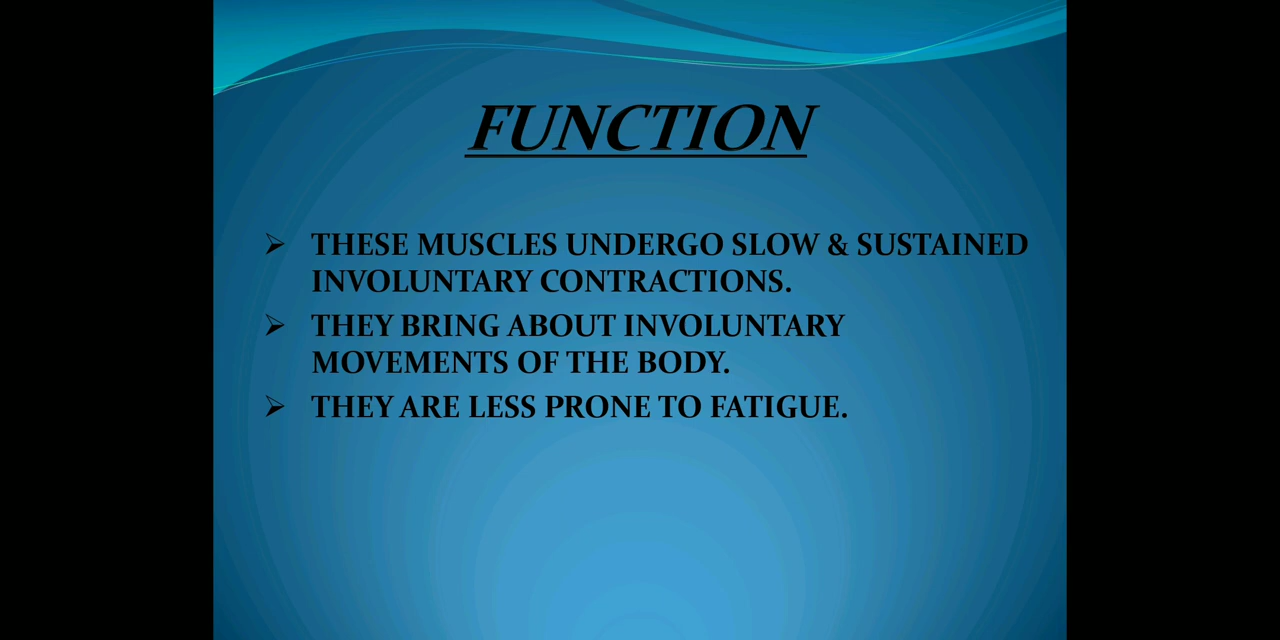 FUNCTION
THESE MUSCLES UNDERGO SLOW & SUSTAINED
INVOLUNTARY CONTRACTIONS.
THEY BRING ABOUT INVOLUNTARY
MOVEMENTS OF THE BODY.
THEY ARE LESS PRONE TO FATIGUE.